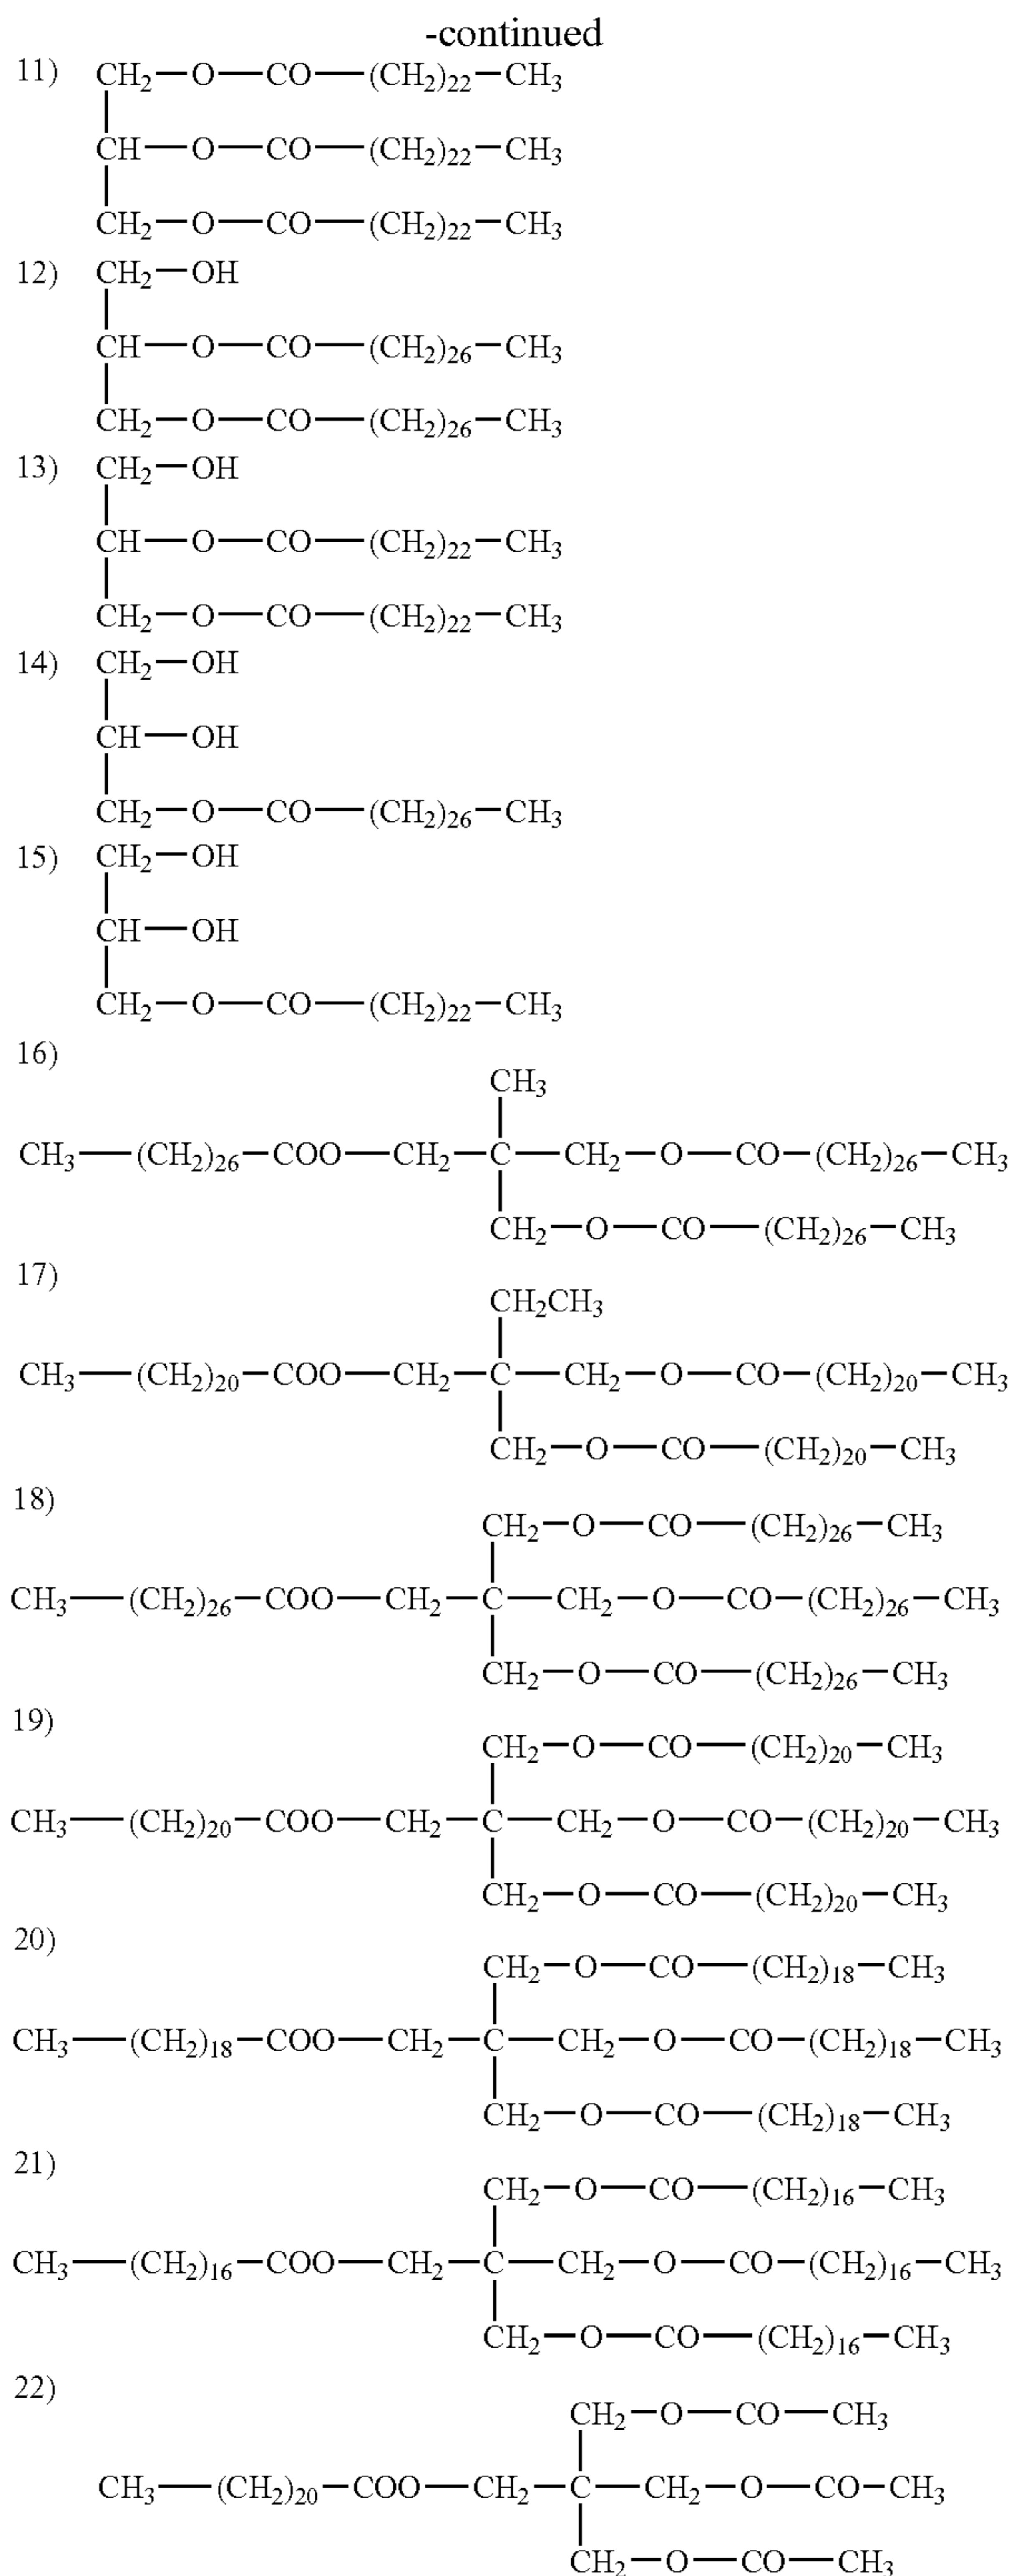 -continued
11) CH₂—O—CO—(CH₂)₂₂—CH₃
CH—O—CO—(CH₂)₂₂—CH₃
CH₂—O—CO—(CH₂)₂₂—CH₃
12) CH₂—OH
CH—O—CO—(CH₂)₂₆—CH₃
CH₂—O—CO—(CH₂)₂₆—CH₃
13) CH₂—OH
CH—O—CO—(CH₂)₂₂—CH₃
CH₂—O—CO—(CH₂)₂₂—CH₃
14) CH₂—OH
CH—OH
CH₂—O—CO—(CH₂)₂₆—CH₃
15) CH₂—OH
CH—OH
CH₂—O—CO—(CH₂)₂₂—CH₃
16)
CH₃
CH₃—(CH₂)₂₆—COO—CH₂—C—CH₂—O—CO—(CH₂)₂₆—CH₃
CH₂—O—CO—(CH₂)₂₆—CH₃
17)
CH₂CH₃
CH₃—(CH₂)₂₀—COO—CH₂—C—CH₂—O—CO—(CH₂)₂₀—CH₃
CH₂—O—CO—(CH₂)₂₀—CH₃
18)
CH₂—O—CO—(CH₂)₂₆—CH₃
CH₃—(CH₂)₂₆—COO—CH₂—C—CH₂—O—CO—(CH₂)₂₆—CH₃
CH₂—O—CO—(CH₂)₂₆—CH₃
19)
CH₂—O—CO—(CH₂)₂₀—CH₃
CH₃—(CH₂)₂₀—COO—CH₂—C—CH₂—O—CO—(CH₂)₂₀—CH₃
CH₂—O—CO—(CH₂)₂₀—CH₃
20)
CH₂—O—CO—(CH₂)₁₈—CH₃
CH₃—(CH₂)₁₈—COO—CH₂—C—CH₂—O—CO—(CH₂)₁₈—CH₃
CH₂—O—CO—(CH₂)₁₈—CH₃
21)
CH₂—O—CO—(CH₂)₁₆—CH₃
CH₃—(CH₂)₁₆—COO—CH₂—C—CH₂—O—CO—(CH₂)₁₆—CH₃
CH₂—O—CO—(CH₂)₁₆—CH₃
22)
CH₂—O—CO—CH₃
CH₃—(CH₂)₂₀—COO—CH₂—C—CH₂—O—CO—CH₃
CH₂—O—CO—CH₃